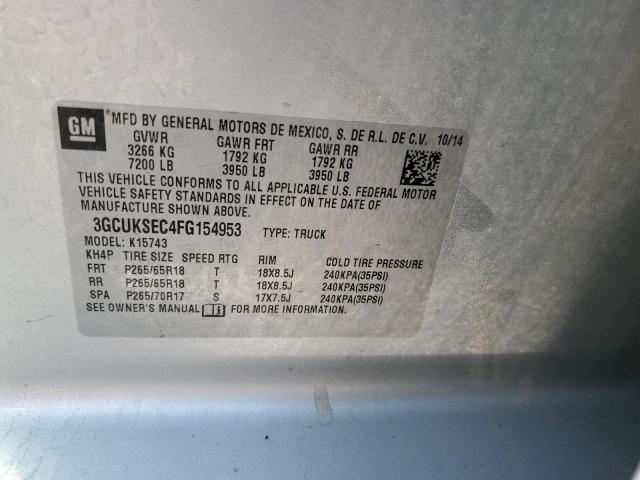 GM
*MFD BY GENERAL MOTORS DE MEXICO, S. DE R.L. DE C.V. 10/14
GVWR GAWR FRT GAWR RR
3266 KG 1792 KG 1792 KG
7200 LB 3950 LB 3950 LB
THIS VEHICLE CONFORMS TO ALL APPLICABLE U.S. FEDERAL MOTOR
VEHICLE SAFETY STANDARDS IN EFFECT ON THE DATE OF
MANUFACTURE SHOWN ABOVE.
3GCUKSEC4FG154953 TYPE: TRUCK
MODEL: K15743
KH4P TIRE SIZE SPEED RTG RIM COLD TIRE PRESSURE
FRT P265/65R18 T 18X8.5J 240KPA(35PSI)
RR P265/65R18 T 18X8.5J 240KPA(35PSI)
SPA P265/70R17 S 17X7.5J 240KPA(35PSI)
SEE OWNER'S MANUAL FOR MORE INFORMATION.